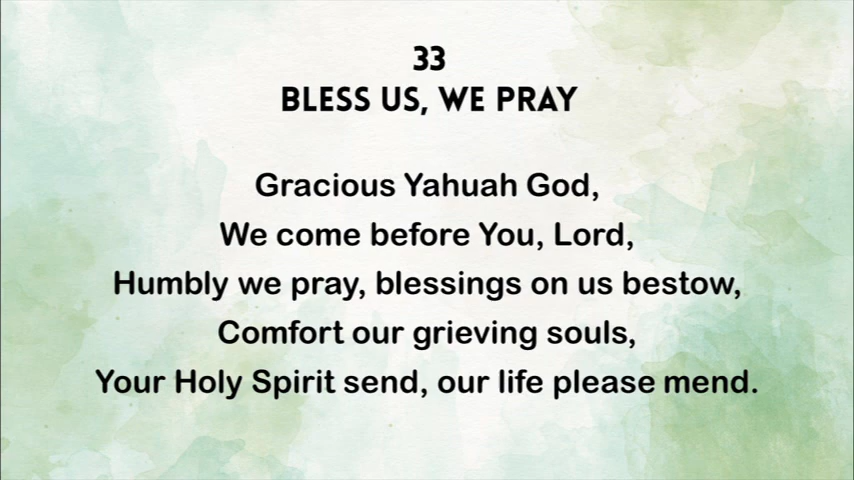 33
BLESS US, WE PRAY
Gracious Yahuah God,
We come before You, Lord,
Humbly we pray, blessings on us bestow,
Comfort our grieving souls,
Your Holy Spirit send, our life please mend.